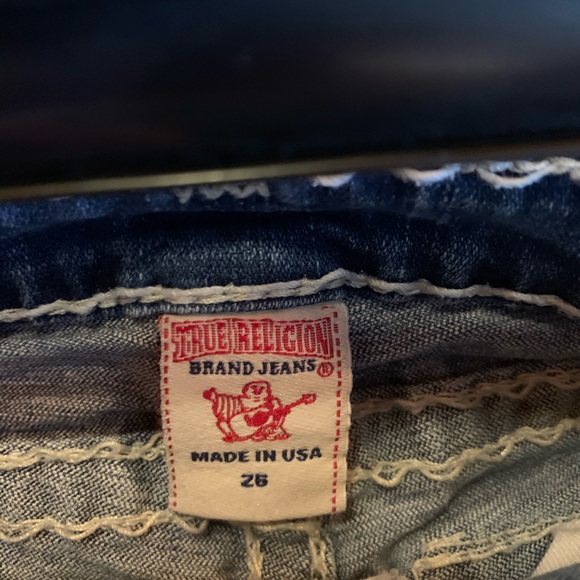 TRUE RELIGION
BRAND JEANS®
MADE IN USA
26